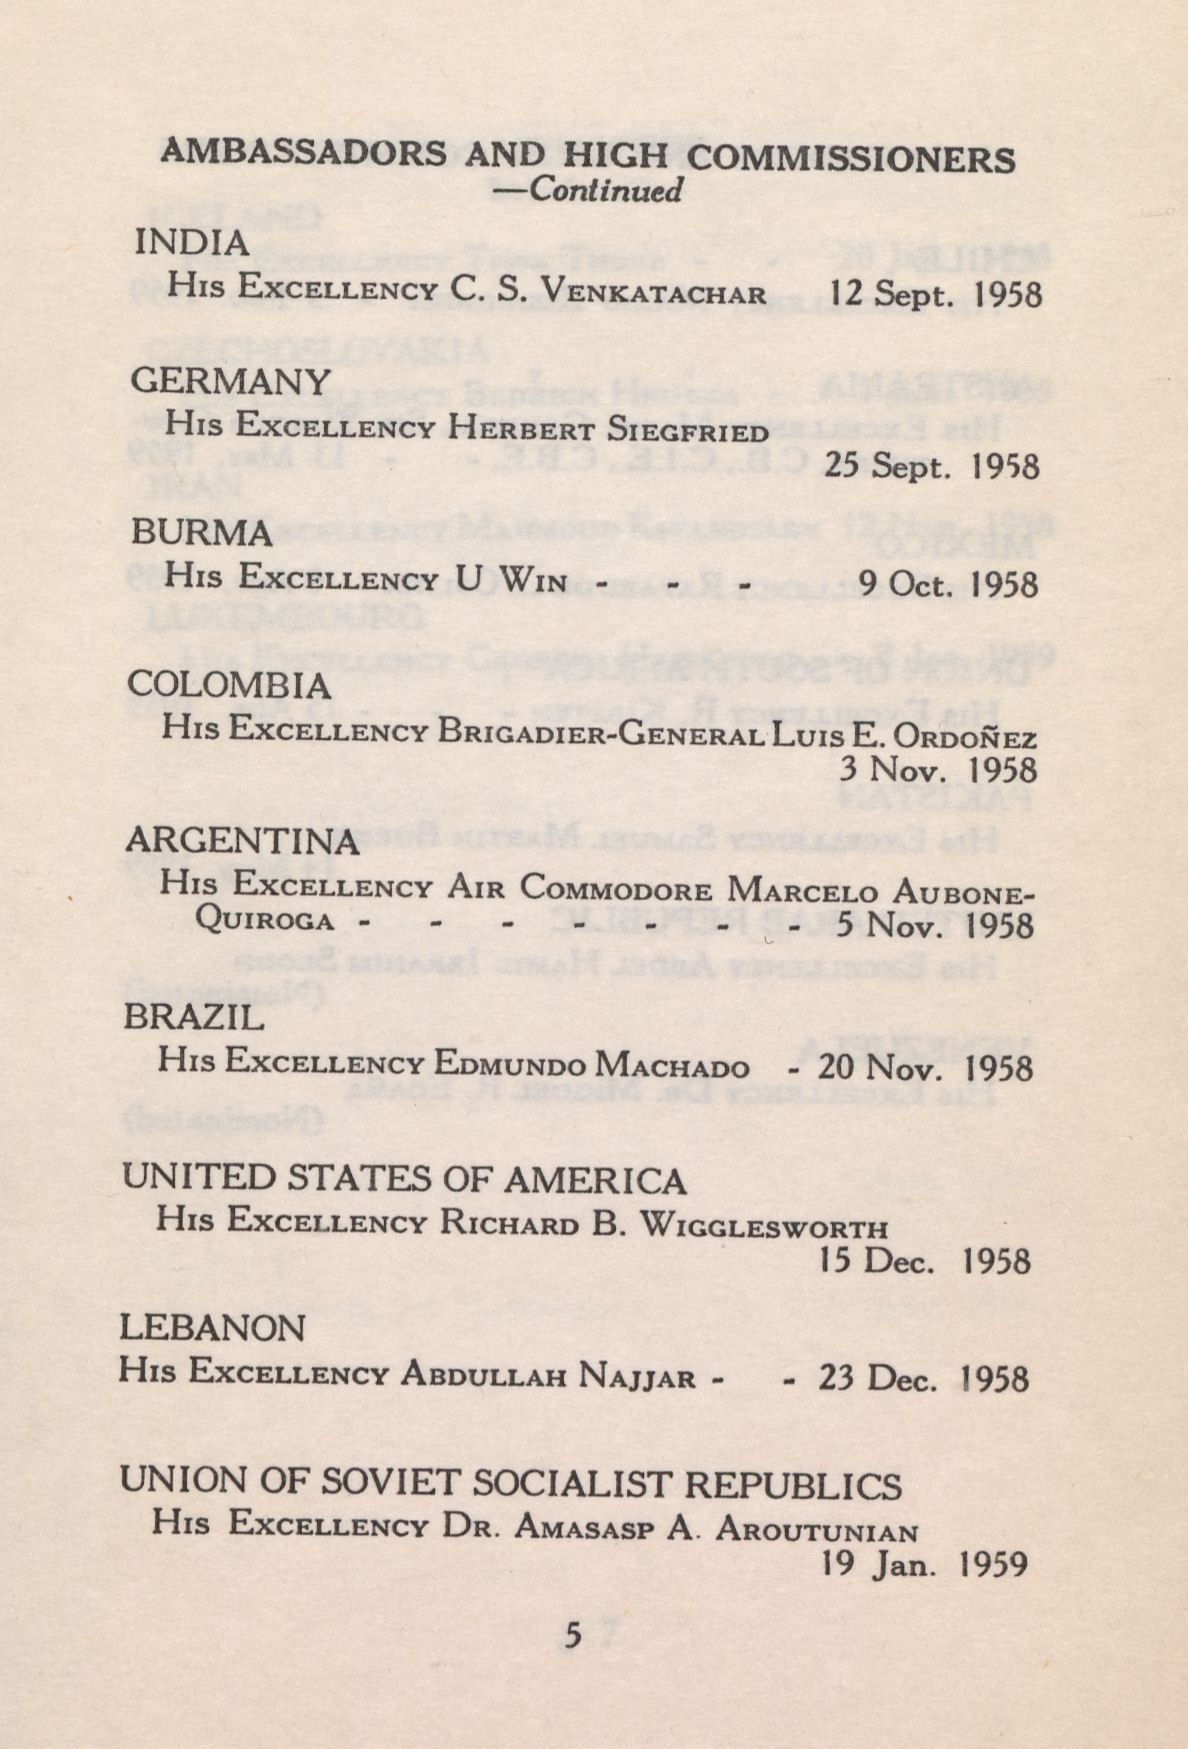 AMBASSADORS AND HIGH COMMISSIONERS
—Continued
INDIA
His Excellency C. S. Venkatachar 12 Sept. 1958
GERMANY
His Excellency Herbert Siegfried
25 Sept. 1958
BURMA
His Excellency U Win - - - 9 Oct. 1958
COLOMBIA
His Excellency Brigadier-General Luis E. Ordoñez
3 Nov. 1958
ARGENTINA
His Excellency Air Commodore Marcelo Aubone-
Quiroga - - - - - - - 5 Nov. 1958
BRAZIL
His Excellency Edmundo Machado - 20 Nov. 1958
UNITED STATES OF AMERICA
His Excellency Richard B. Wigglesworth
15 Dec. 1958
LEBANON
His Excellency Abdullah Najjar - - 23 Dec. 1958
UNION OF SOVIET SOCIALIST REPUBLICS
His Excellency Dr. Amasasp A. Aroutunian
19 Jan. 1959
5